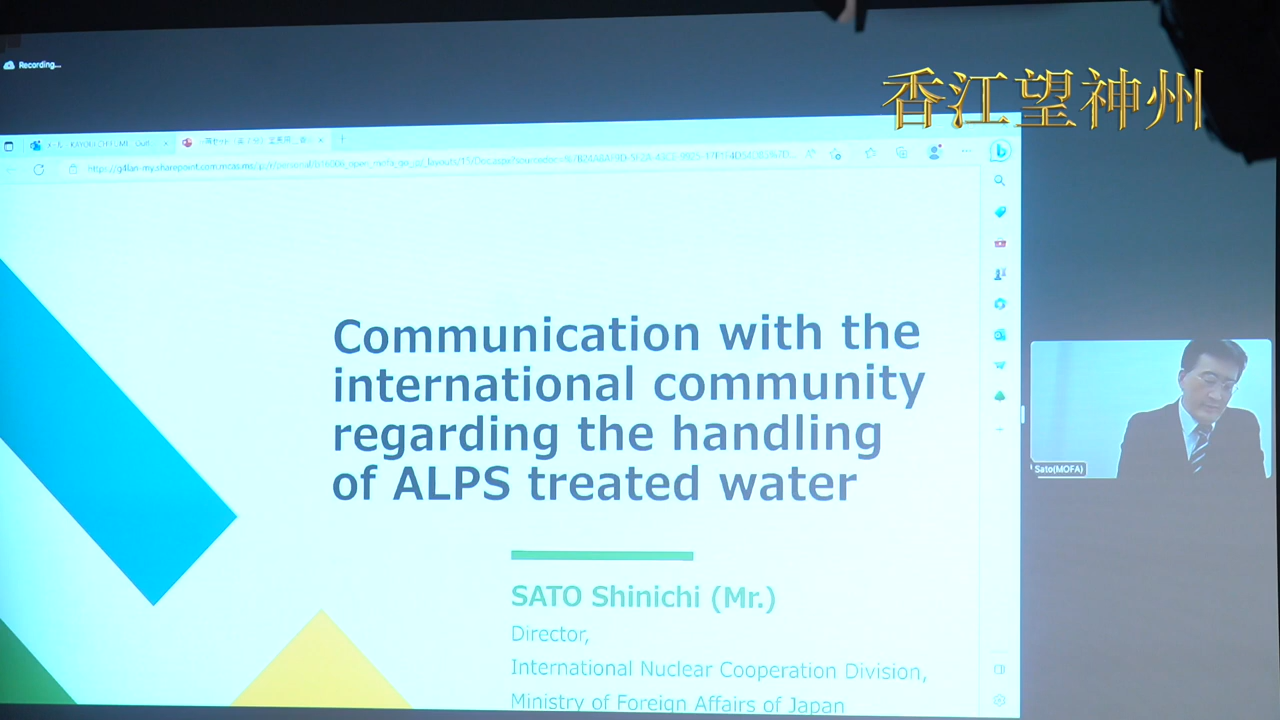 Recording...
香江望神州
Communication with the
international community
regarding the handling
of ALPS treated water
SATO Shinichi (Mr.)
Director,
International Nuclear Cooperation Division,
Ministry of Foreign Affairs of Japan
Sato(MOFA)